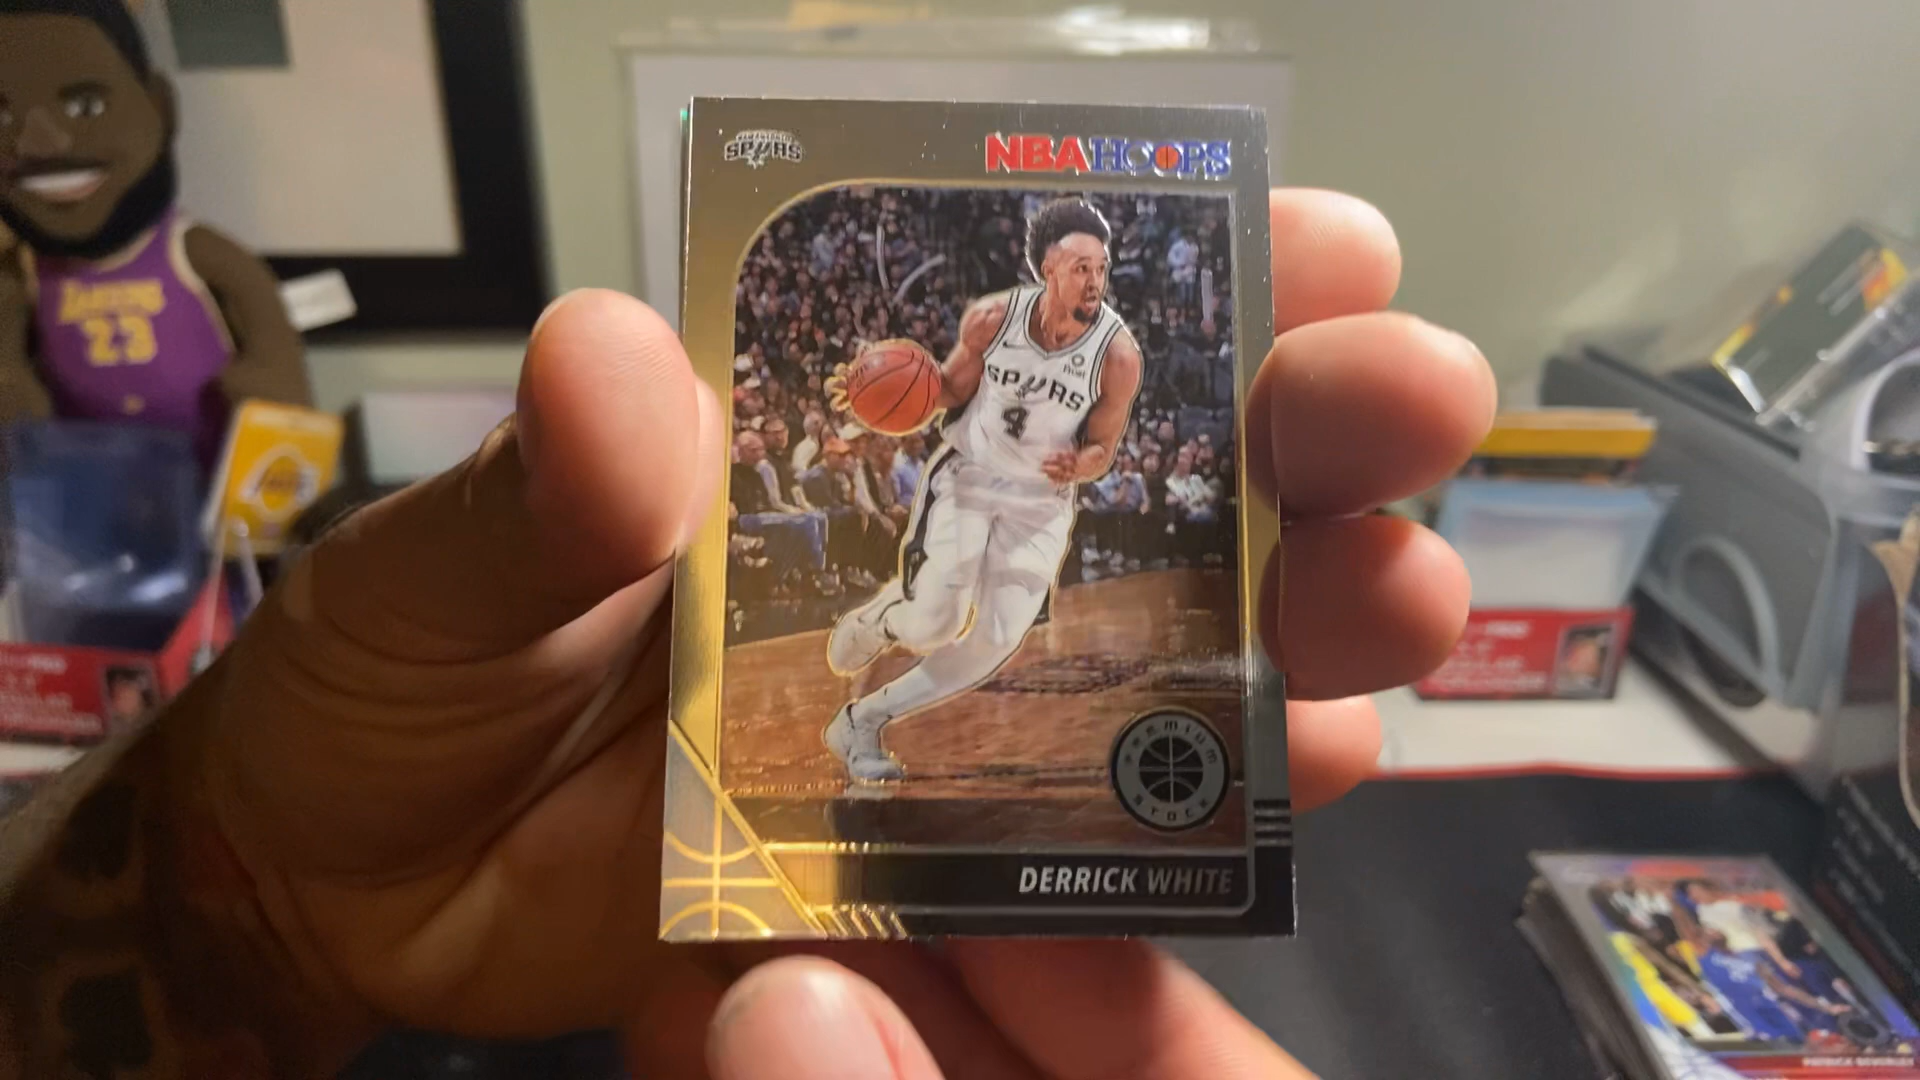 SPURS
NBA HOOPS
SPURS
4
PREMIUM
STOCK
DERRICK WHITE
LAKERS
23